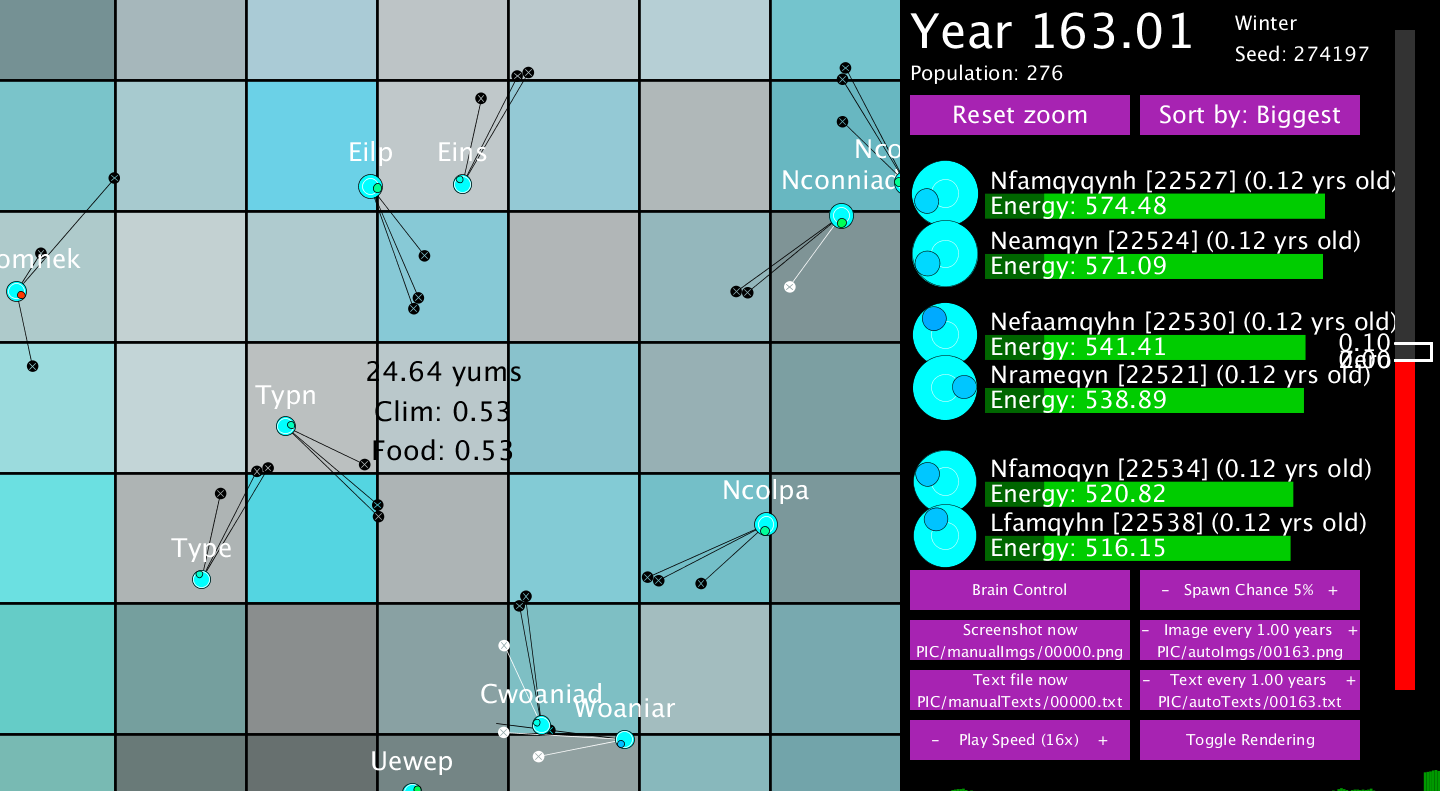 Year 163.01
Winter
Seed: 274197
Population: 276
Reset zoom
Sort by: Biggest
Nfamqyqynh [22527] (0.12 yrs old)
Energy: 574.48
Neamqyn [22524] (0.12 yrs old)
Energy: 571.09
Nefaamqyhn [22530] (0.12 yrs old)
Energy: 541.41
Nrameqyn [22521] (0.12 yrs old)
Energy: 538.89
Nfamoqyn [22534] (0.12 yrs old)
Energy: 520.82
Lfamqyhn [22538] (0.12 yrs old)
Energy: 516.15
0.10
Brain Control
- Spawn Chance 5% +
Screenshot now
PIC/manualImgs/00000.png
- Image every 1.00 years +
PIC/autoImgs/00163.png
Text file now
PIC/manualTexts/00000.txt
- Text every 1.00 years +
PIC/autoTexts/00163.txt
- Play Speed (16x) +
Toggle Rendering
Eilp
Eins
Nco
Nconniad
omnek
24.64 yums
Clim: 0.53
Food: 0.53
Typn
Type
Ncolpa
Cwoaniad
Woaniar
Uewep